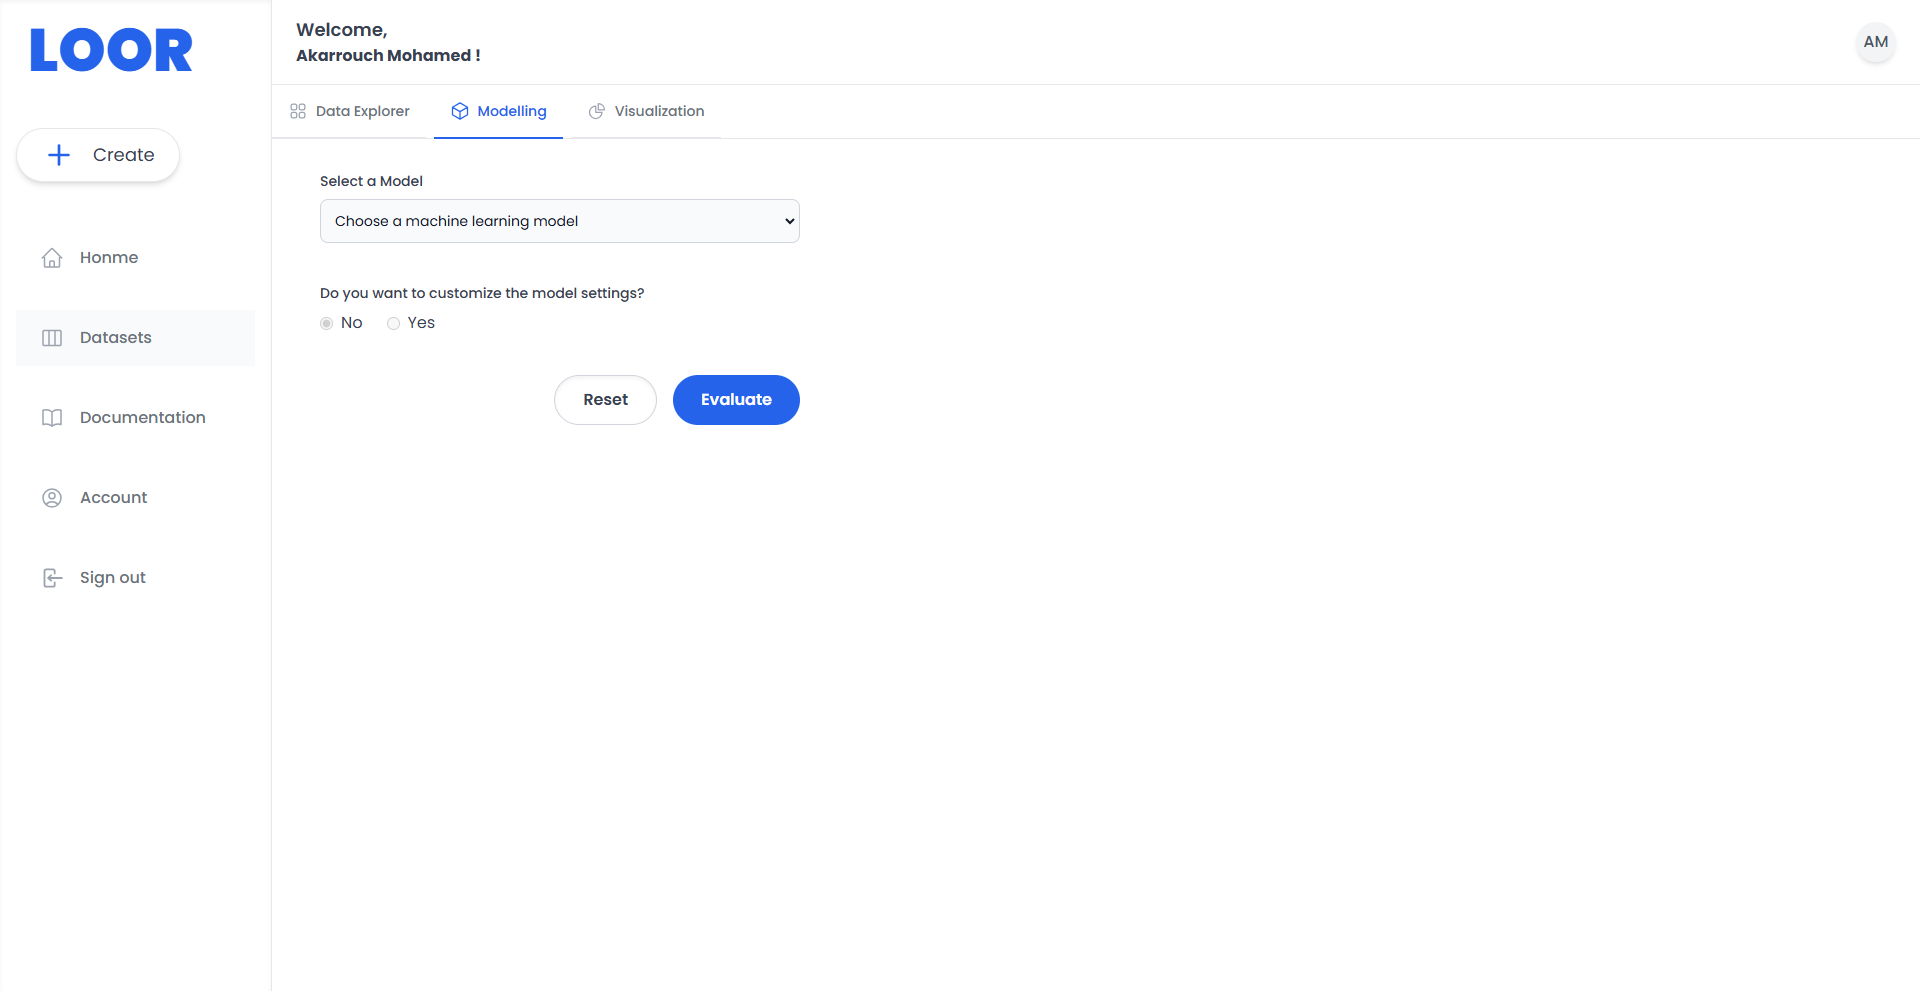 LOOR
Create
Honme
Datasets
Documentation
Account
Sign out
Welcome,
Akarrouch Mohamed !
AM
Data Explorer
Modelling
Visualization
Select a Model
Choose a machine learning model
Do you want to customize the model settings?
No
Yes
Reset
Evaluate